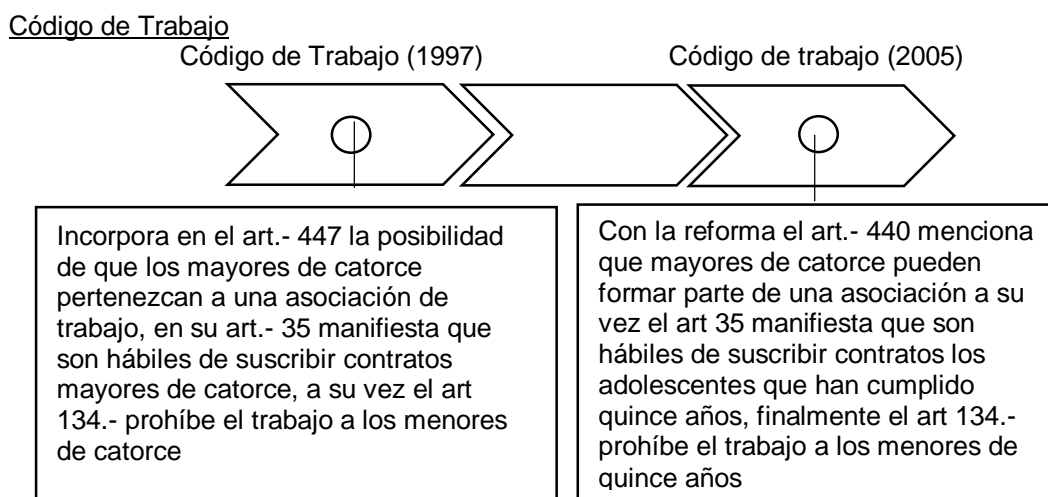 Código de Trabajo
Código de Trabajo (1997)
Código de trabajo (2005)
Incorpora en el art.- 447 la posibilidad
de que los mayores de catorce
pertenezcan a una asociación de
trabajo, en su art.- 35 manifiesta que
son hábiles de suscribir contratos
mayores de catorce, a su vez el art
134.- prohíbe el trabajo a los menores
de catorce
Con la reforma el art.- 440 menciona
que mayores de catorce pueden
formar parte de una asociación a su
vez el art 35 manifiesta que son
hábiles de suscribir contratos los
adolescentes que han cumplido
quince años, finalmente el art 134.-
prohíbe el trabajo a los menores de
quince años